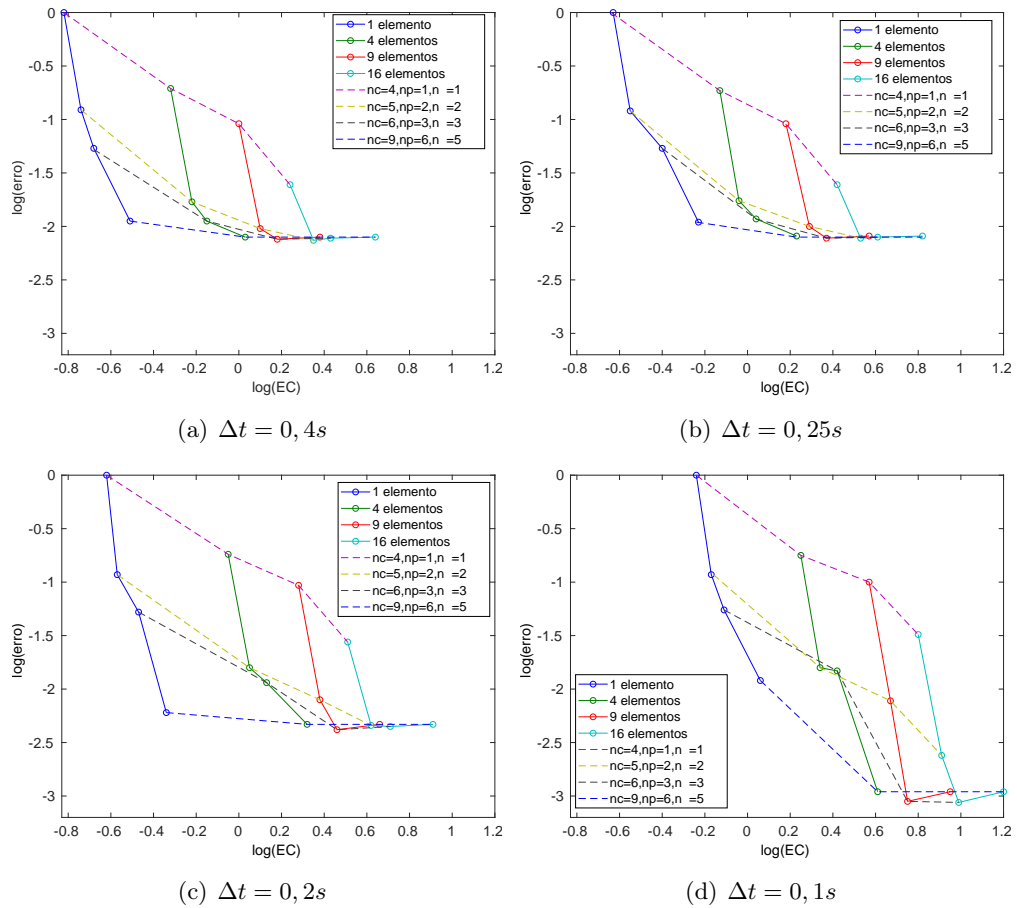 0
-0.5
-1
-1.5
-2
-2.5
-3
log(erro)
-0.8 -0.6 -0.4 -0.2 0 0.2 0.4 0.6 0.8 1 1.2
log(EC)
1 elemento
4 elementos
9 elementos
16 elementos
nc=4,np=1,n =1
nc=5,np=2,n =2
nc=6,np=3,n =3
nc=9,np=6,n =5
(a) Δt = 0, 4s
0
-0.5
-1
-1.5
-2
-2.5
-3
log(erro)
-0.8 -0.6 -0.4 -0.2 0 0.2 0.4 0.6 0.8 1 1.2
log(EC)
1 elemento
4 elementos
9 elementos
16 elementos
nc=4,np=1,n =1
nc=5,np=2,n =2
nc=6,np=3,n =3
nc=9,np=6,n =5
(b) Δt = 0, 25s
0
-0.5
-1
-1.5
-2
-2.5
-3
log(erro)
-0.8 -0.6 -0.4 -0.2 0 0.2 0.4 0.6 0.8 1 1.2
log(EC)
1 elemento
4 elementos
9 elementos
16 elementos
nc=4,np=1,n =1
nc=5,np=2,n =2
nc=6,np=3,n =3
nc=9,np=6,n =5
(c) Δt = 0, 2s
0
-0.5
-1
-1.5
-2
-2.5
-3
log(erro)
-0.8 -0.6 -0.4 -0.2 0 0.2 0.4 0.6 0.8 1 1.2
log(EC)
1 elemento
4 elementos
9 elementos
16 elementos
nc=4,np=1,n =1
nc=5,np=2,n =2
nc=6,np=3,n =3
nc=9,np=6,n =5
(d) Δt = 0, 1s